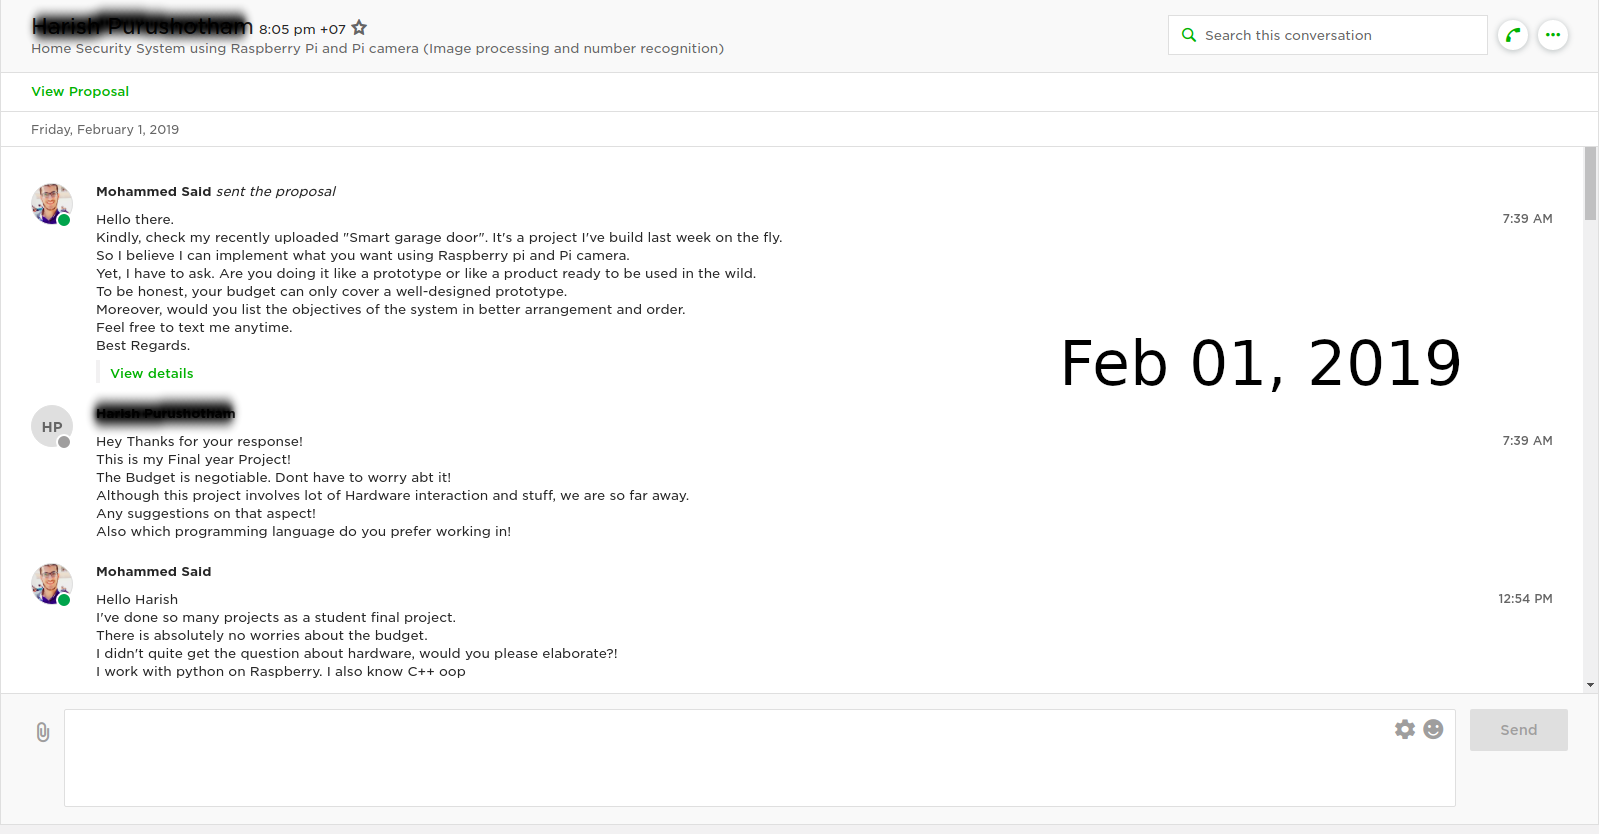 8:05 pm +07
Home Security System using Raspberry Pi and Pi camera (Image processing and number recognition)
Search this conversation
View Proposal
Friday, February 1, 2019
Mohammed Said sent the proposal
Hello there.
7:39 AM
Kindly, check my recently uploaded "Smart garage door". It's a project I've build last week on the fly.
So I believe I can implement what you want using Raspberry pi and Pi camera.
Yet, I have to ask. Are you doing it like a prototype or like a product ready to be used in the wild.
To be honest, your budget can only cover a well-designed prototype.
Moreover, would you list the objectives of the system in better arrangement and order.
Feel free to text me anytime.
Best Regards.
Feb 01, 2019
View details
HP
Hey Thanks for your response!
7:39 AM
This is my Final year Project!
The Budget is negotiable. Dont have to worry abt it!
Although this project involves lot of Hardware interaction and stuff, we are so far away.
Any suggestions on that aspect!
Also which programming language do you prefer working in!
Mohammed Said
Hello Harish
12:54 PM
I've done so many projects as a student final project.
There is absolutely no worries about the budget.
I didn't quite get the question about hardware, would you please elaborate?!
I work with python on Raspberry. I also know C++ oop
Send